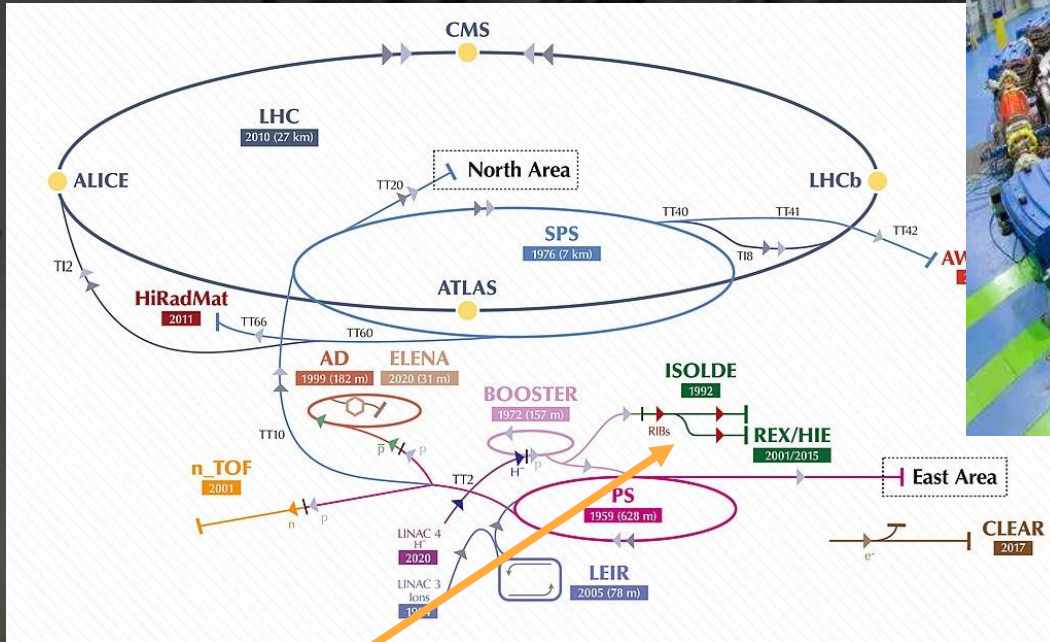 CMS
LHC
2010 (27 km)
ALICE
TT20
North Area
LHCb
TT40
TT41
TT42
SPS
1976 (7 km)
TI8
TI2
ATLAS
HiRadMat
2011
TT66
TT60
AD
1999 (182 m)
ELENA
2020 (31 m)
ISOLDE
1992
BOOSTER
1972 (157 m)
RIBs
REX/HIE
2001/2015
TT10
p̅
p
H⁻
p
TT2
n_TOF
2001
East Area
PS
1959 (628 m)
n
p
LINAC 4
H⁻
2020
CLEAR
2017
e⁻
LINAC 3
Ions
LEIR
2005 (78 m)